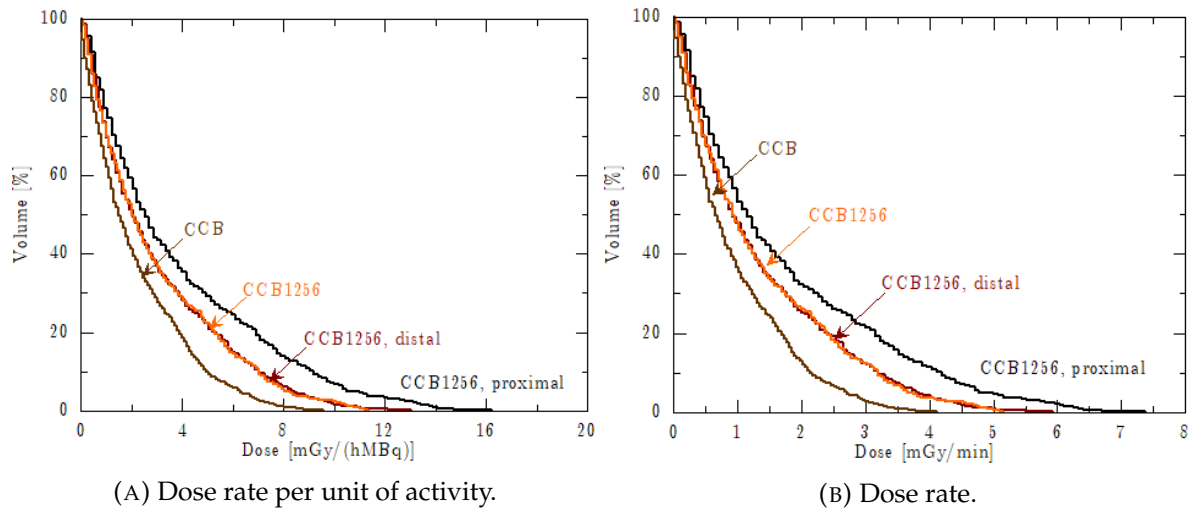 100
80
60
40
20
0
Volume [%]
CCB
CCB1256
CCB1256, distal
CCB1256, proximal
0 4 8 12 16 20
Dose [mGy/(hMBq)]
(A) Dose rate per unit of activity.
100
80
60
40
20
0
Volume [%]
CCB
CCB1256
CCB1256, distal
CCB1256, proximal
0 1 2 3 4 5 6 7 8
Dose [mGy/min]
(B) Dose rate.